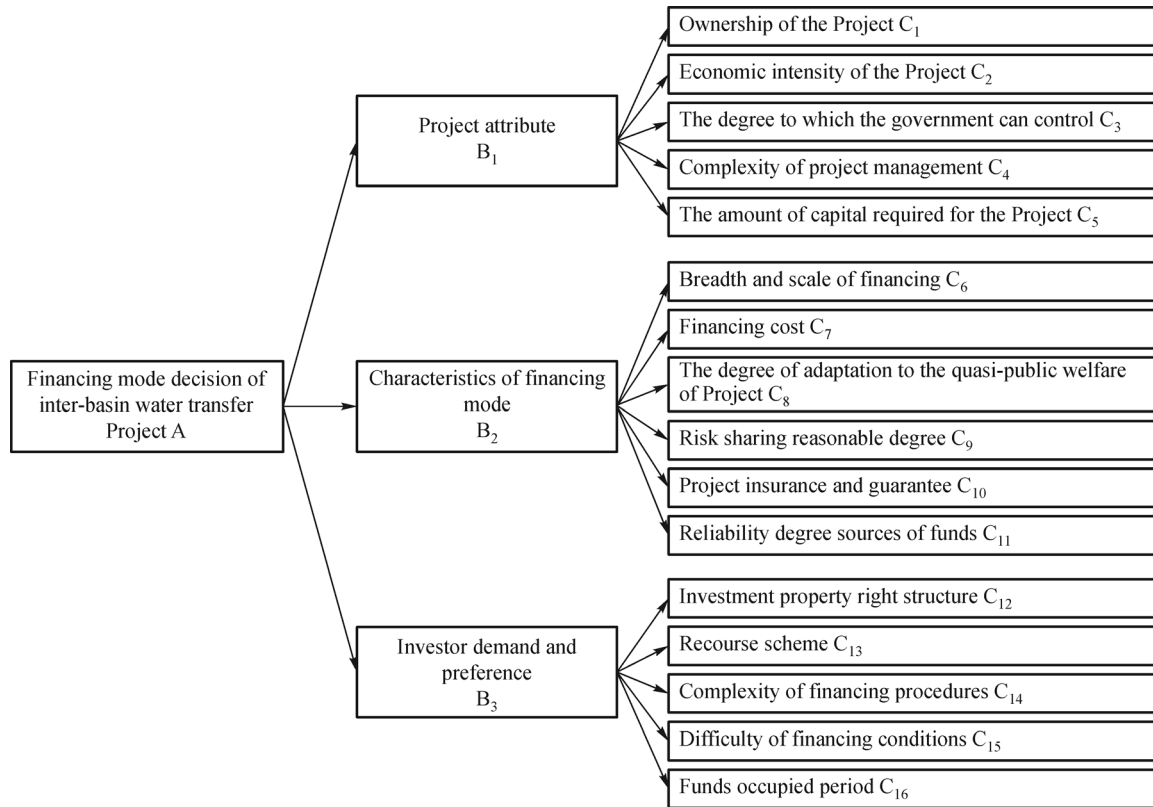 Financing mode decision of
inter-basin water transfer
Project A
Project attribute
B₁
Characteristics of financing
mode
B₂
Investor demand and
preference
B₃
Ownership of the Project C₁
Economic intensity of the Project C₂
The degree to which the government can control C₃
Complexity of project management C₄
The amount of capital required for the Project C₅
Breadth and scale of financing C₆
Financing cost C₇
The degree of adaptation to the quasi-public welfare
of Project C₈
Risk sharing reasonable degree C₉
Project insurance and guarantee C₁₀
Reliability degree sources of funds C₁₁
Investment property right structure C₁₂
Recourse scheme C₁₃
Complexity of financing procedures C₁₄
Difficulty of financing conditions C₁₅
Funds occupied period C₁₆